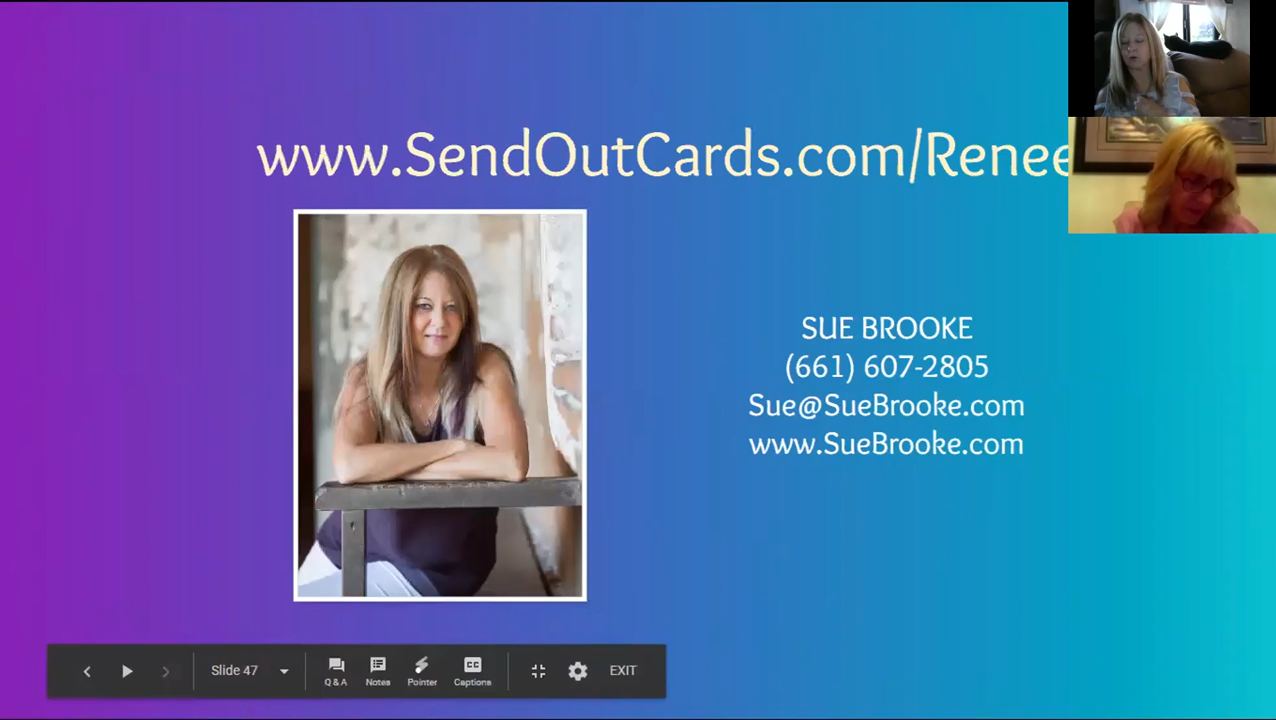 www.SendOutCards.com/Renee
SUE BROOKE
(661) 607-2805
Sue@SueBrooke.com
www.SueBrooke.com
Slide 47
Q & A
Notes
Pointer
CC
Captions
EXIT